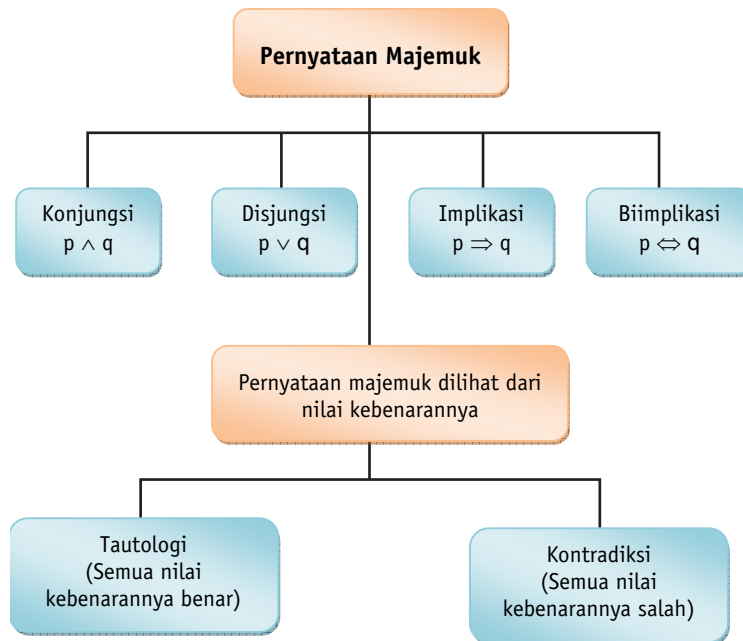 Pernyataan Majemuk
Konjungsi
p ∧ q
Disjungsi
p ∨ q
Implikasi
p ⇒ q
Biimplikasi
p ⇔ q
Pernyataan majemuk dilihat dari
nilai kebenarannya
Tautologi
(Semua nilai
kebenarannya benar)
Kontradiksi
(Semua nilai
kebenarannya salah)